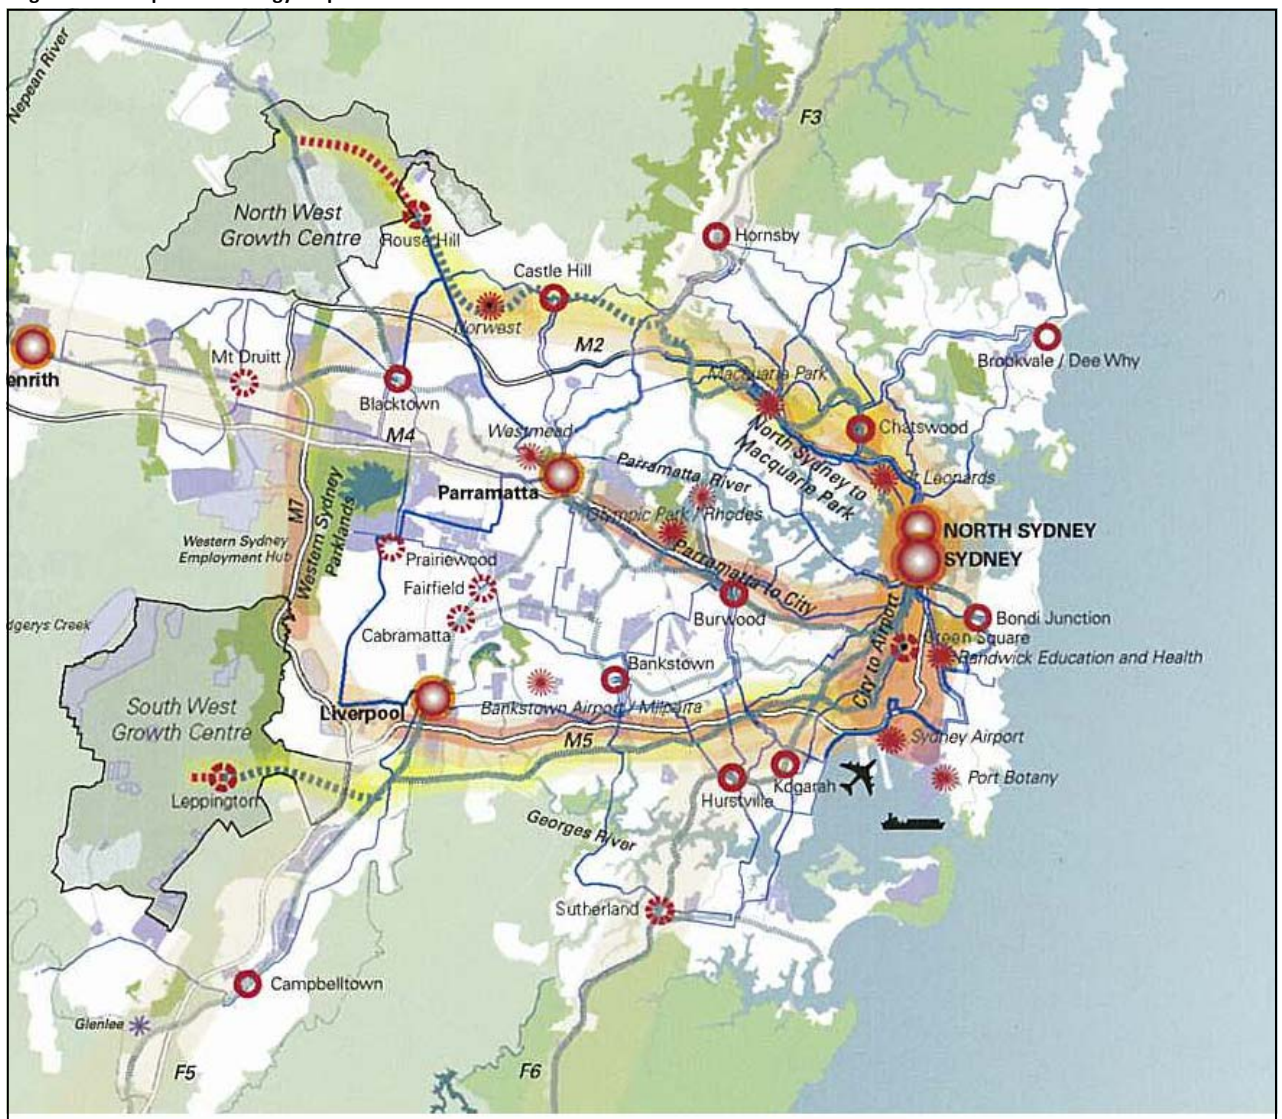 Nepean River
F3
North West
Growth Centre
Rouse Hill
Hornsby
Castle Hill
Norwest
M2
Brookvale / Dee Why
enrith
Mt Druitt
Blacktown
Macquarie Park
Chatswood
M4
Westmead
North Sydney to
Macquarie Park
Parramatta River
St Leonards
Parramatta
Olympic Park / Rhodes
M7
Western Sydney
Parklands
Western Sydney
Employment Hub
NORTH SYDNEY
SYDNEY
Prairiewood
Parramatta to City
Fairfield
Burwood
Cabramatta
Bondi Junction
dgerys Creek
Green Square
Randwick Education and Health
City to Airport
Bankstown
South West
Growth Centre
Liverpool
Bankstown Airport / Milparra
M5
Sydney Airport
Leppington
Hurstville
Kogarah
Port Botany
Georges River
Sutherland
Campbelltown
Glenlee
F5
F6